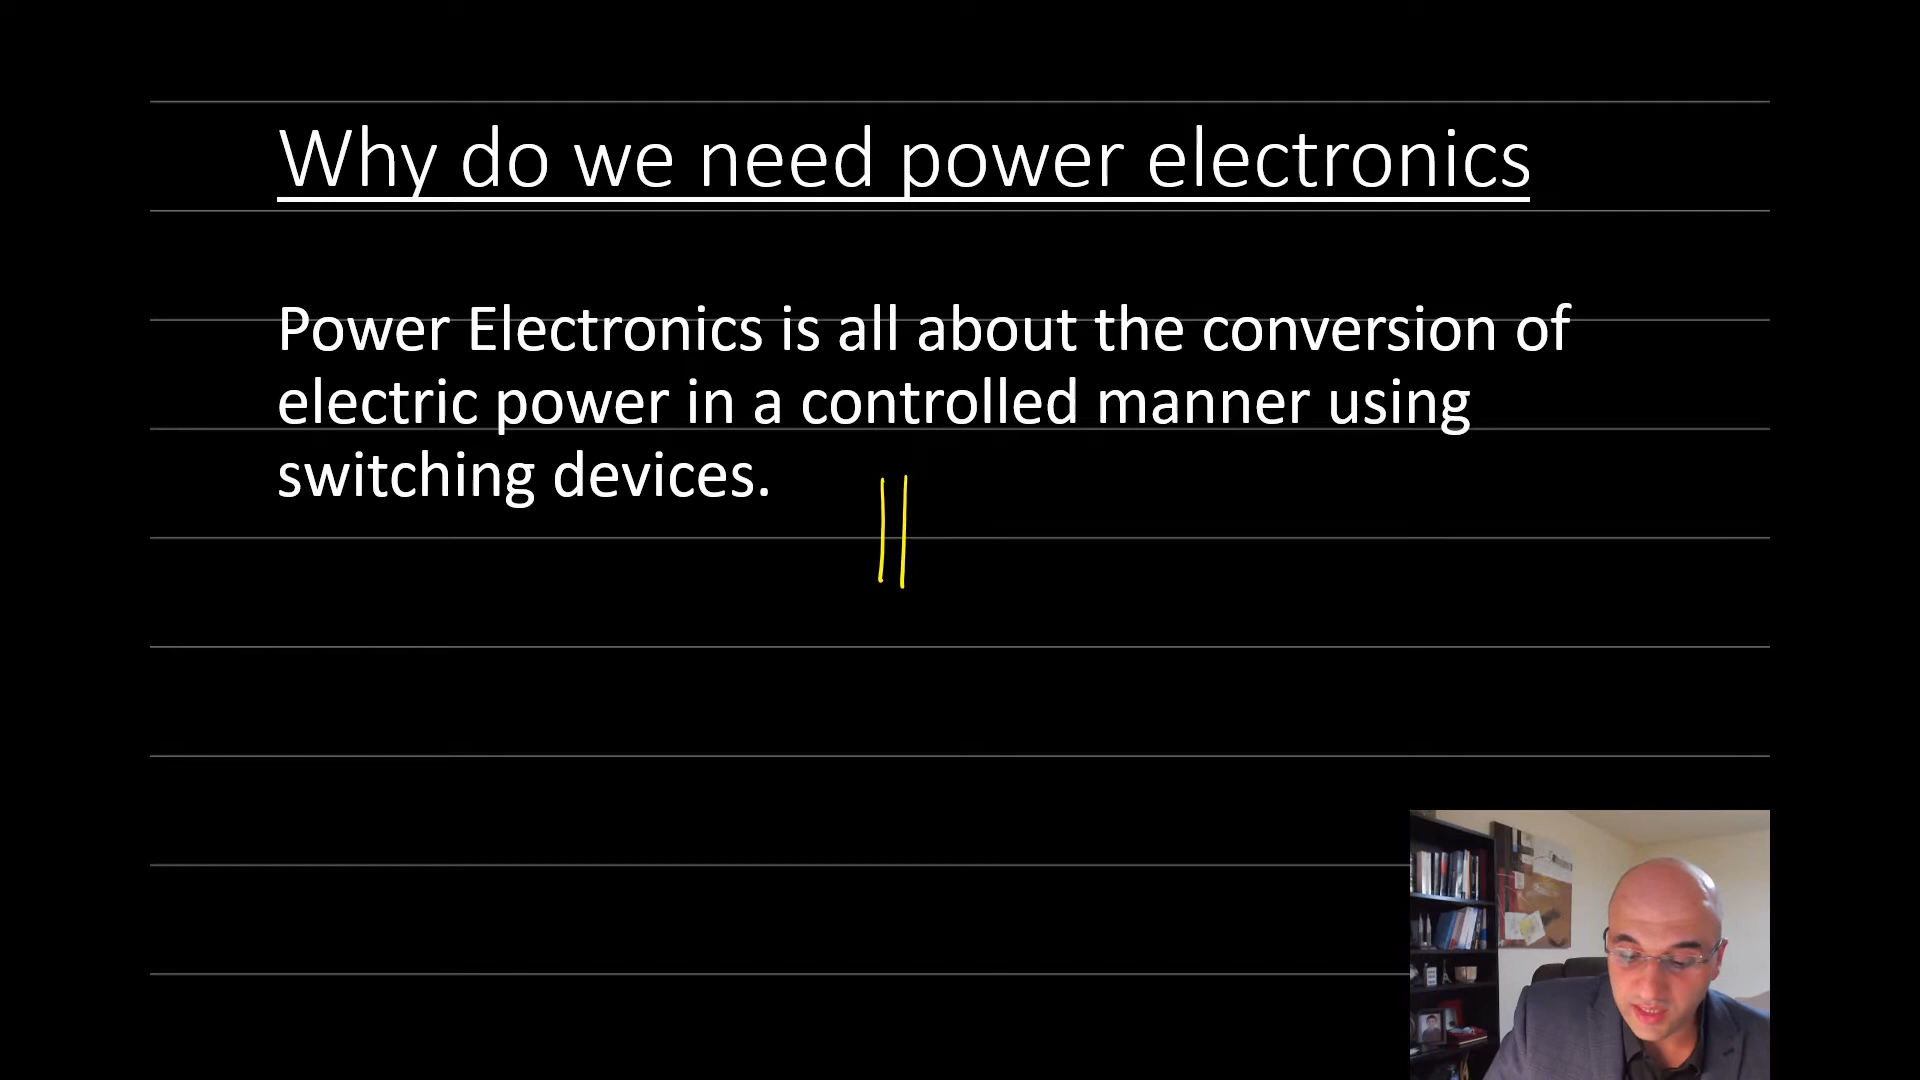 Why do we need power electronics
Power Electronics is all about the conversion of
electric power in a controlled manner using
switching devices.